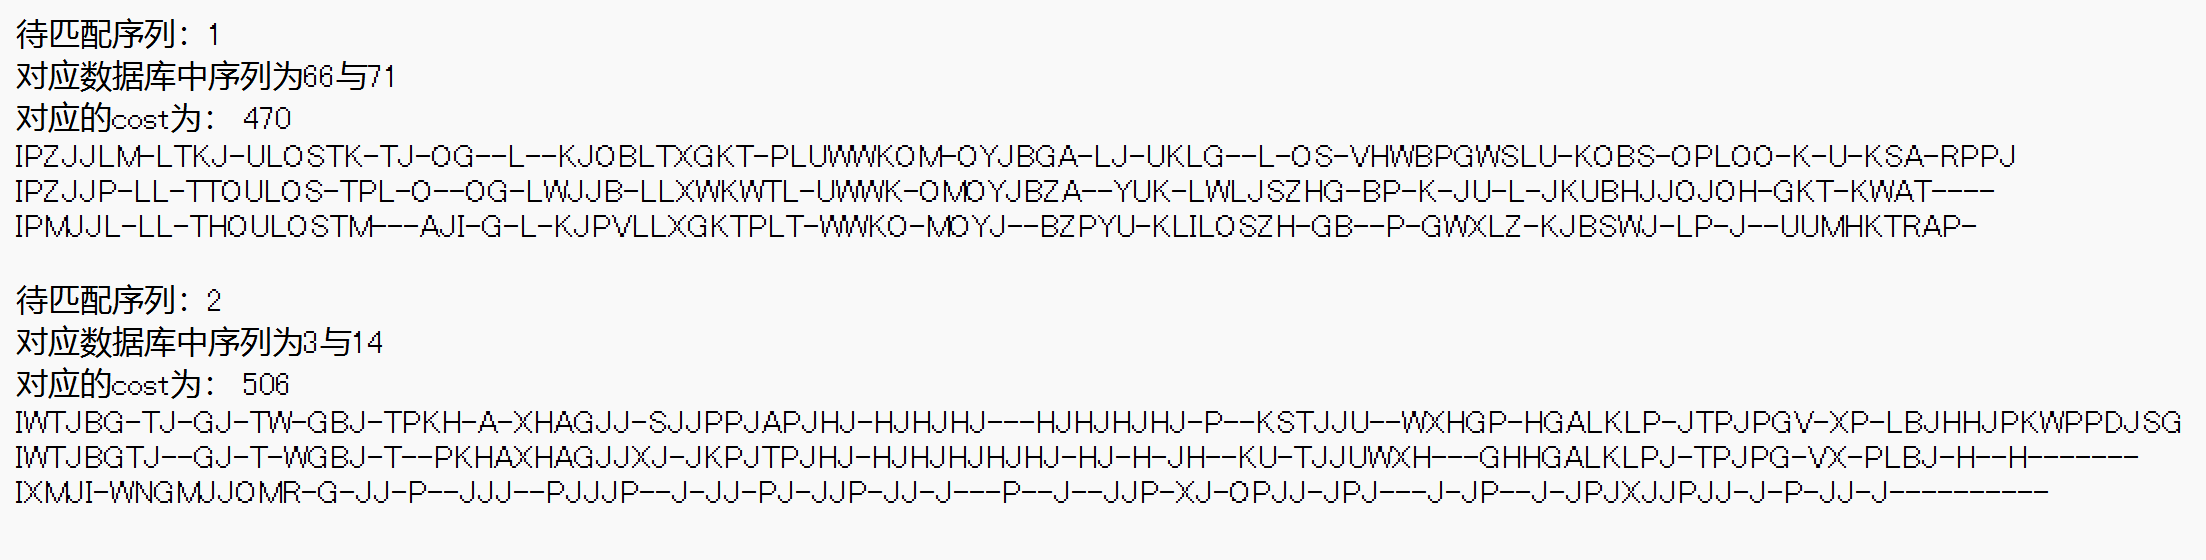 待匹配序列：1
对应数据库中序列为66与71
对应的cost为： 470
IPZJJLM-LTKJ-ULOSTK-TJ-OG--L--KJOBLTXGKT-PLUWWKOM-OYJBGA-LJ-UKLG--L-OS-VHWBPGWSLU-KOBS-OPLOO-K-U-KSA-RPPJ
IPZJJP-LL-TTOULOS-TPL-O--OG-LWJJB-LLXWKWTL-UWWK-OMOYJBZA--YUK-LWLJSZHG-BP-K-JU-L-JKUBHJJOJOH-GKT-KWAT----
IPMJJL-LL-THOULOSTM---AJI-G-L-KJPVLLXGKTPLT-WWKO-MOYJ--BZPYU-KLILOSZH-GB--P-GWXLZ-KJBSWJ-LP-J--UUMHKTRAP-
待匹配序列：2
对应数据库中序列为3与14
对应的cost为： 506
IWTJBG-TJ-GJ-TW-GBJ-TPKH-A-XHAGJJ-SJJPPJAPJHJ-HJHJHJ---HJHJHJHJ-P--KSTJJU--WXHGP-HGALKLP-JTPJPGV-XP-LBJHHJPKWPPDJSG
IWTJBGTJ--GJ-T-WGBJ-T--PKHAXHAGJJXJ-JKPJTPJHJ-HJHJHJHJHJ-HJ-H-JH--KU-TJJUWXH---GHHGALKLPJ-TPJPG-VX-PLBJ-H--H-------
IXMJI-WNGMJJOMR-G-JJ-P--JJJ--PJJJP--J-JJ-PJ-JJP-JJ-J---P--J--JJP-XJ-OPJJ-JPJ---J-JP--J-JPJXJJPJJ-J-P-JJ-J----------